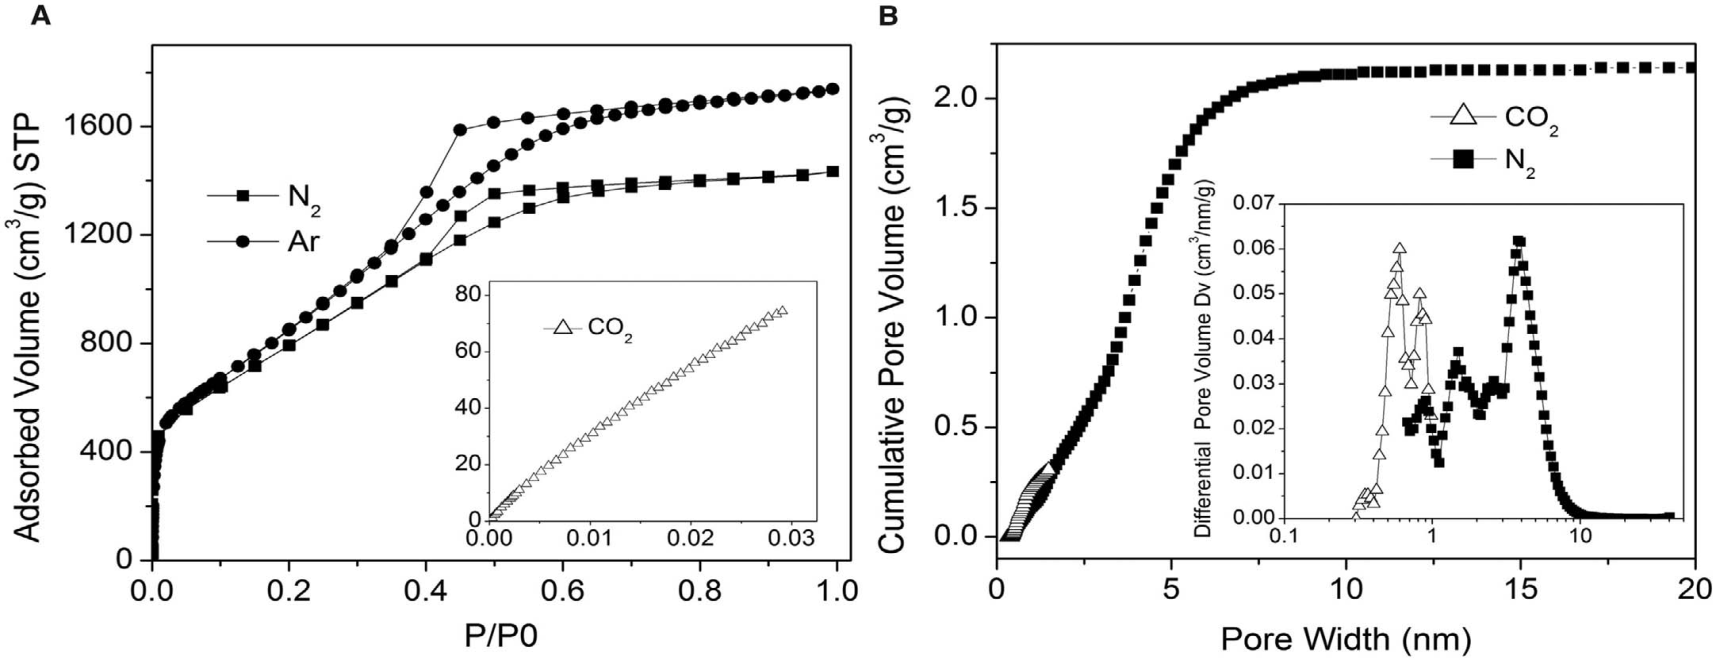 A
Adsorbed Volume (cm³/g) STP
1600
1200
800
400
0
0.0 0.2 0.4 0.6 0.8 1.0
P/P0
N₂
Ar
80
60
40
20
0
0.00 0.01 0.02 0.03
CO₂
B
Cumulative Pore Volume (cm³/g)
2.0
1.5
1.0
0.5
0.0
0 5 10 15 20
Pore Width (nm)
CO₂
N₂
Differential Pore Volume Dv (cm³/nm/g)
0.07
0.06
0.05
0.04
0.03
0.02
0.01
0.00
0.1 1 10